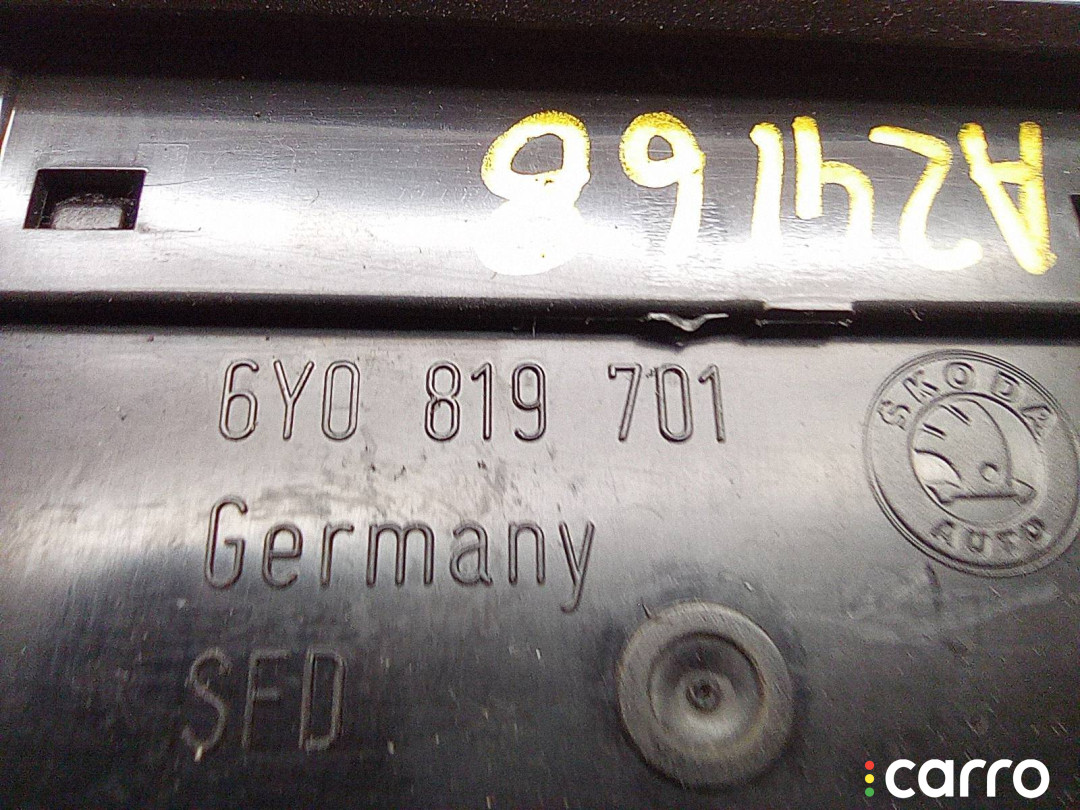 A24168
6Y0 819 701
SKODA
AUTO
Germany
SFD
carro